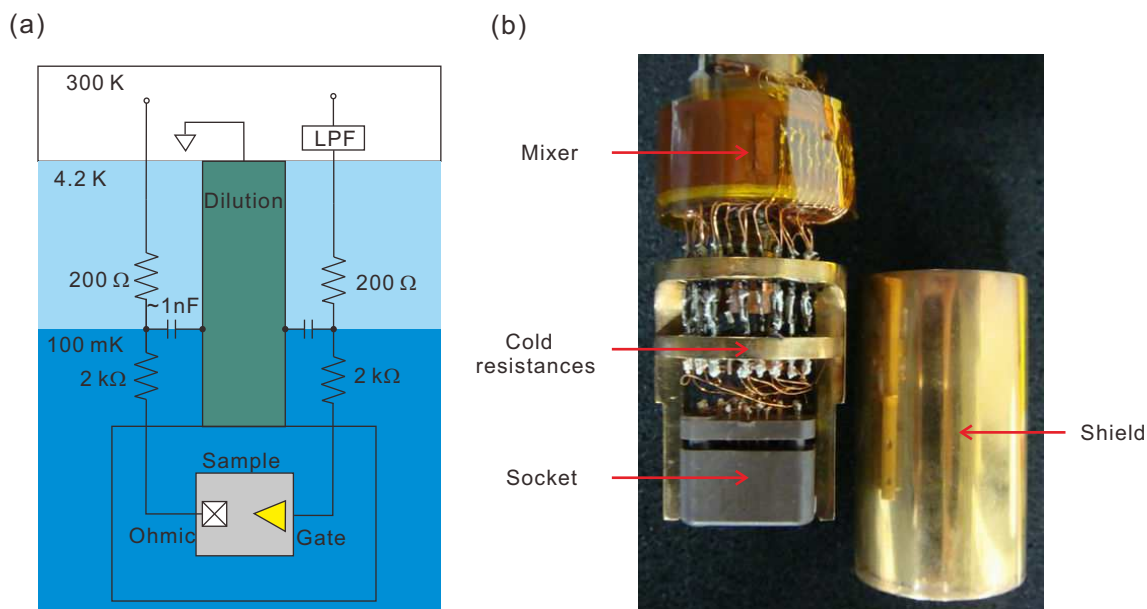 (a)
300 K
LPF
4.2 K
Dilution
200 Ω
200 Ω
~1nF
100 mK
2 kΩ
2 kΩ
Sample
Ohmic
Gate
(b)
Mixer
Cold
resistances
Shield
Socket